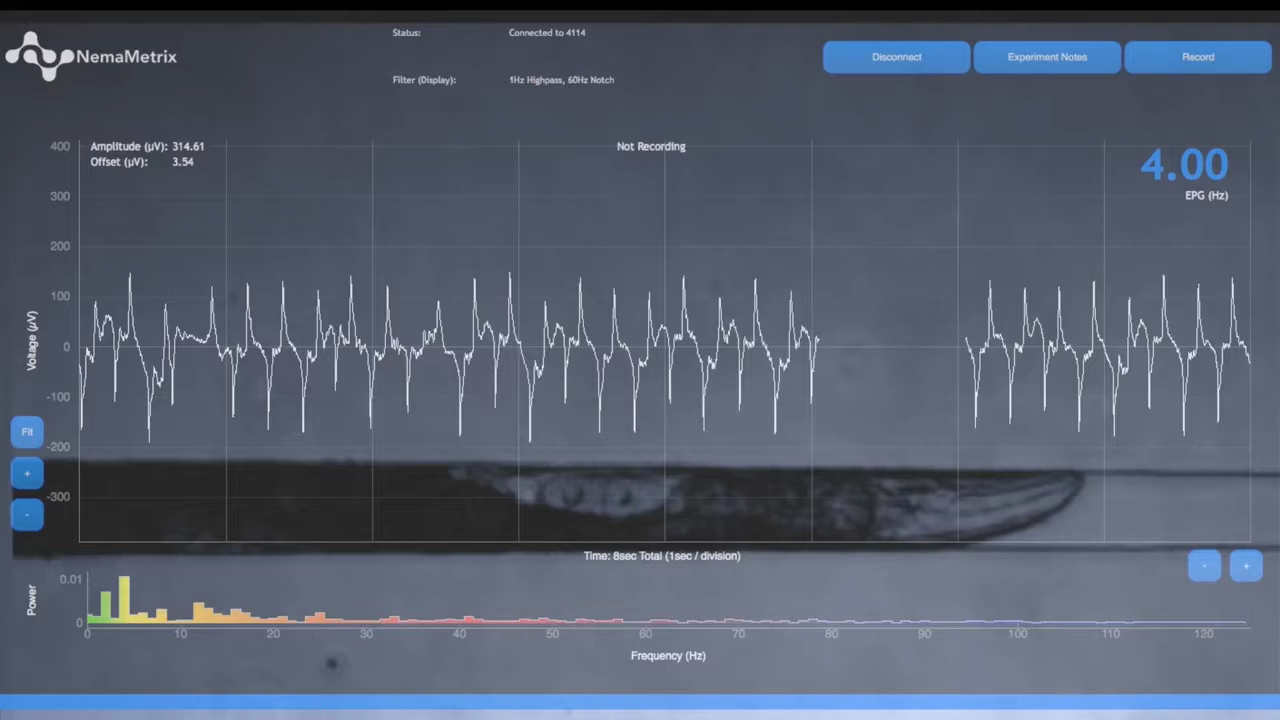 NemaMetrix
Status: Connected to 4114
Filter (Display): 1Hz Highpass, 60Hz Notch
Disconnect
Experiment Notes
Record
Amplitude (µV): 314.61
Offset (µV): 3.54
Not Recording
4.00
EPG (Hz)
400
300
200
100
0
-100
-200
-300
Voltage (µV)
Fit
+
-
Time: 8sec Total (1sec / division)
-
+
Power
0.01
0
0 10 20 30 40 50 60 70 80 90 100 110 120
Frequency (Hz)